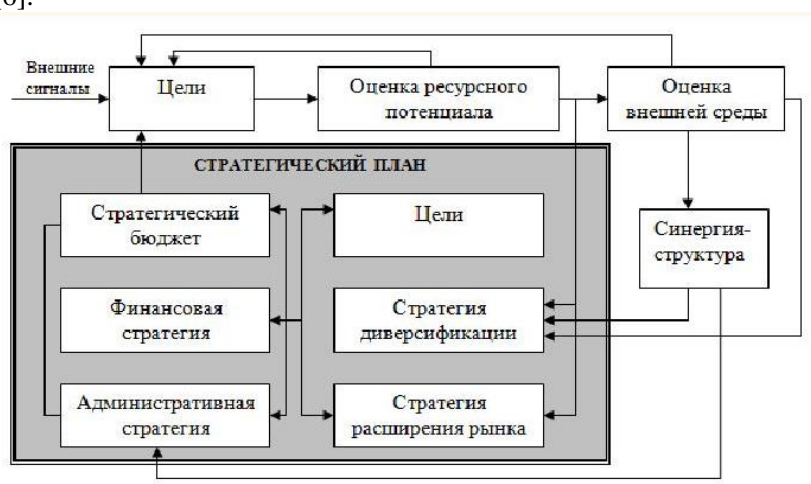 [8].
Внешние
сигналы
Цели
Оценка ресурсного
потенциала
Оценка
внешней среды
СТРАТЕГИЧЕСКИЙ ПЛАН
Стратегический
бюджет
Цели
Синергия-
структура
Финансовая
стратегия
Стратегия
диверсификации
Административная
стратегия
Стратегия
расширения рынка